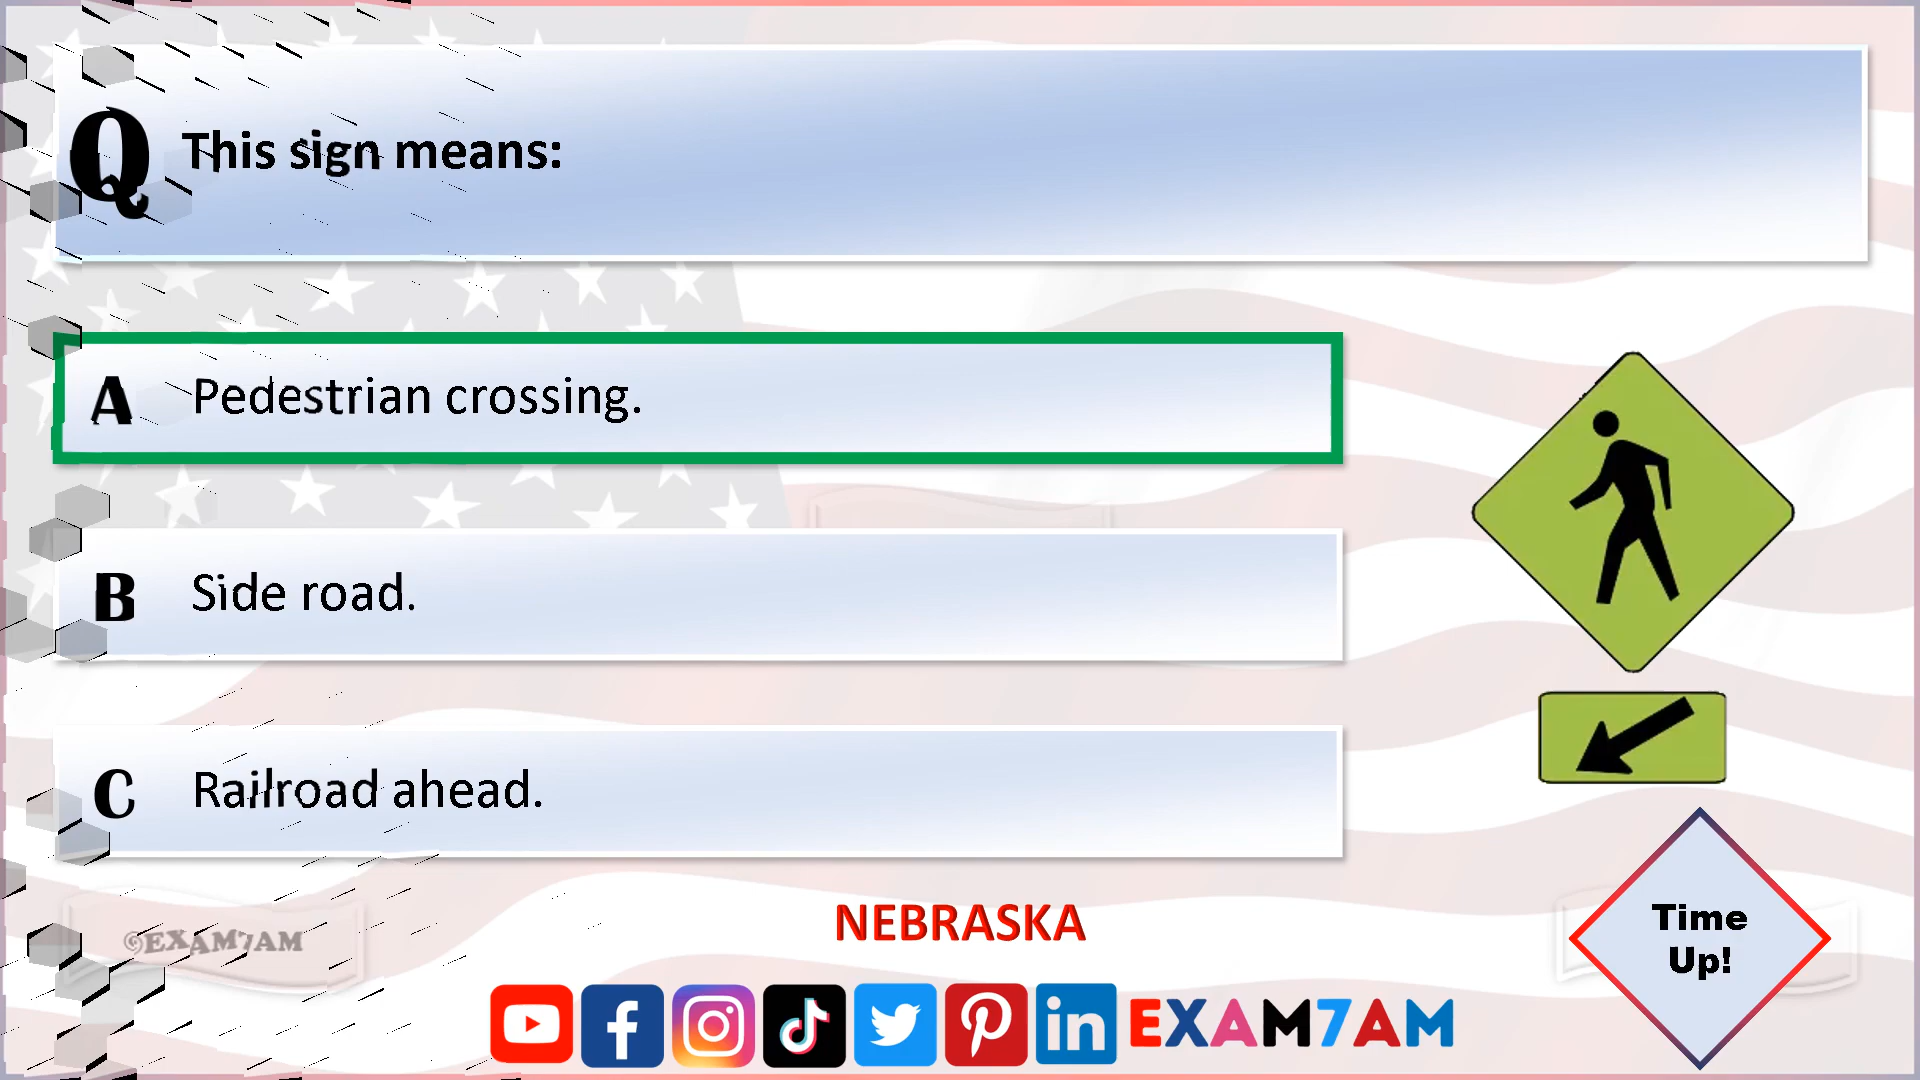 Q This sign means:
A Pedestrian crossing.
B Side road.
C Railroad ahead.
NEBRASKA
©EXAM7AM
Time
Up!
EXAM7AM